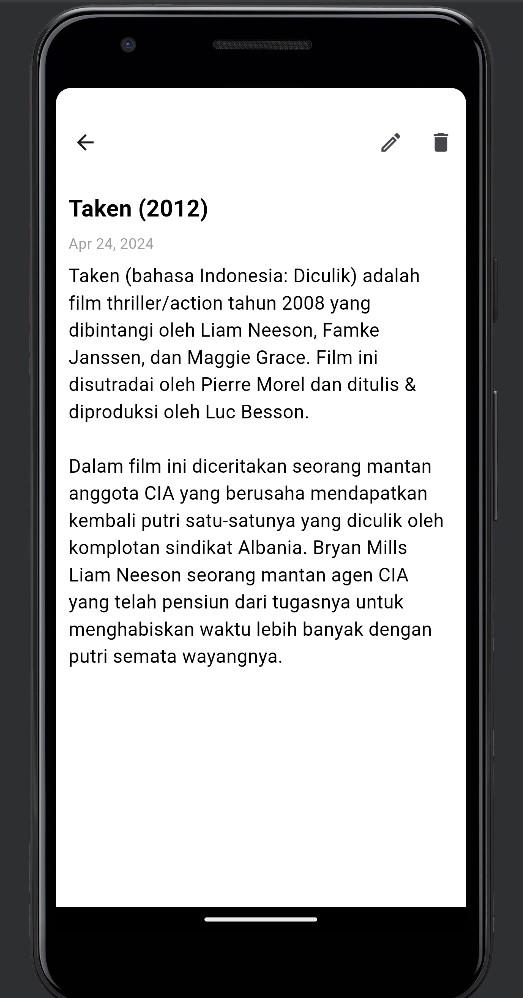 Taken (2012)
Apr 24, 2024
Taken (bahasa Indonesia: Diculik) adalah
film thriller/action tahun 2008 yang
dibintangi oleh Liam Neeson, Famke
Janssen, dan Maggie Grace. Film ini
disutradai oleh Pierre Morel dan ditulis &
diproduksi oleh Luc Besson.
Dalam film ini diceritakan seorang mantan
anggota CIA yang berusaha mendapatkan
kembali putri satu-satunya yang diculik oleh
komplotan sindikat Albania. Bryan Mills
Liam Neeson seorang mantan agen CIA
yang telah pensiun dari tugasnya untuk
menghabiskan waktu lebih banyak dengan
putri semata wayangnya.